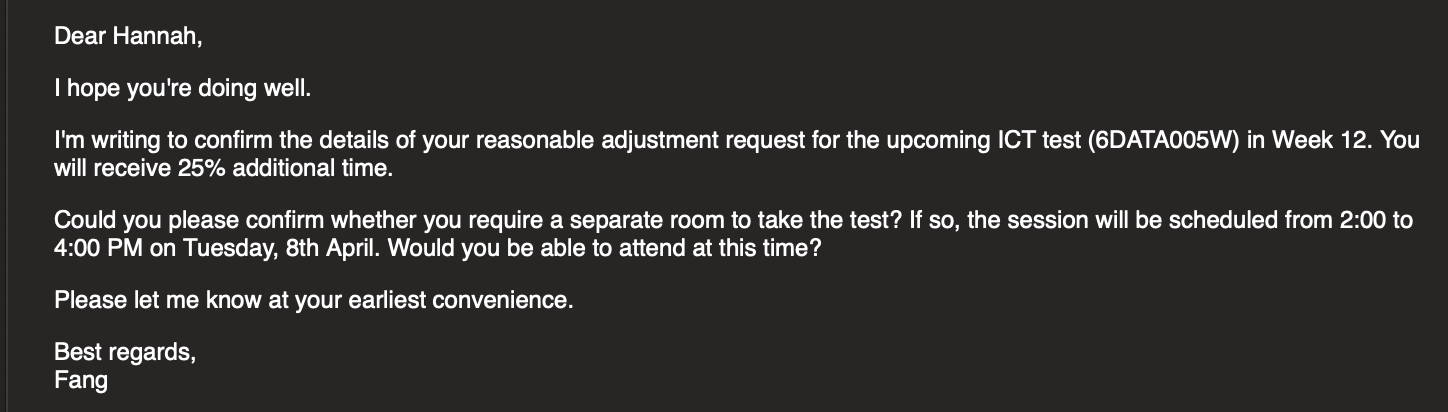 Dear Hannah,
I hope you're doing well.
I'm writing to confirm the details of your reasonable adjustment request for the upcoming ICT test (6DATA005W) in Week 12. You
will receive 25% additional time.
Could you please confirm whether you require a separate room to take the test? If so, the session will be scheduled from 2:00 to
4:00 PM on Tuesday, 8th April. Would you be able to attend at this time?
Please let me know at your earliest convenience.
Best regards,
Fang